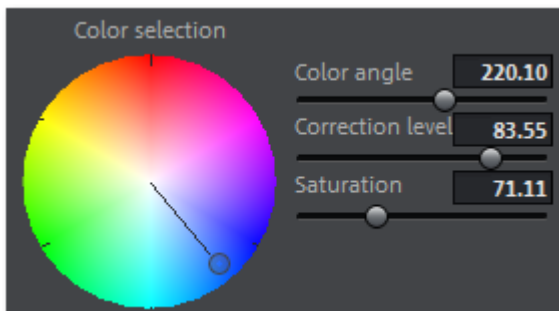 Color selection
Color angle 220.10
Correction level 83.55
Saturation 71.11